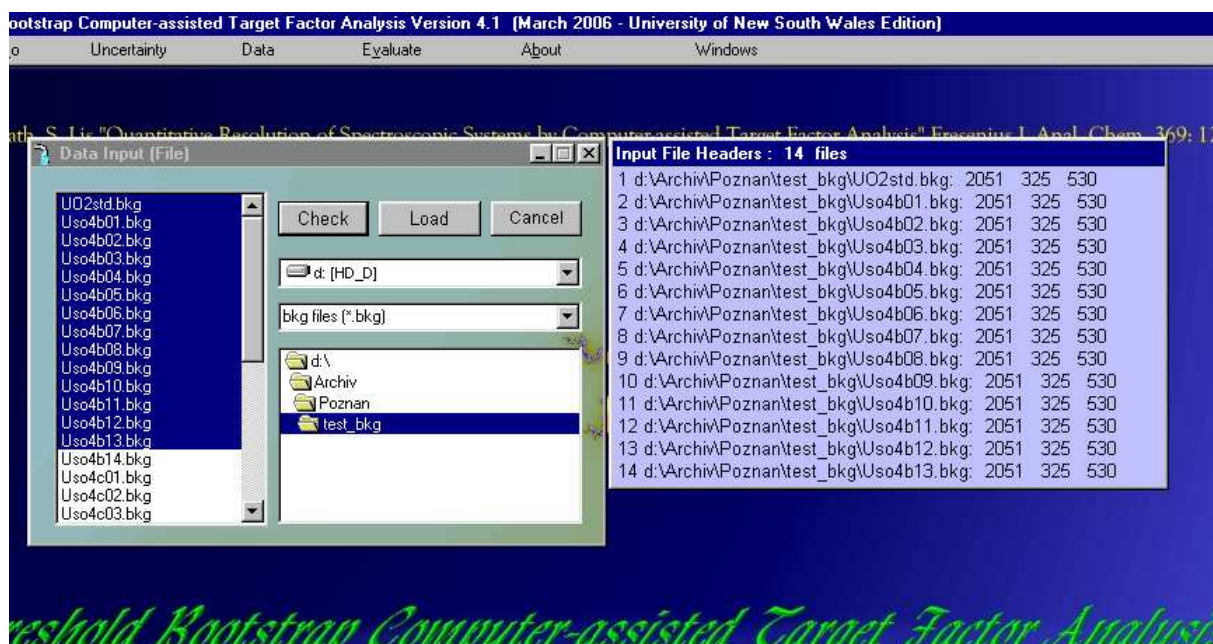 ootstrap Computer-assisted Target Factor Analysis Version 4.1 (March 2006 - University of New South Wales Edition)
o Uncertainty Data Evaluate About Windows
ath, S. Lis "Quantitative Resolution of Spectroscopic Systems by Computer-assisted Target Factor Analysis" Fresenius J. Anal. Chem. 369: 12
Data Input (File)
UO2std.bkg
Uso4b01.bkg
Uso4b02.bkg
Uso4b03.bkg
Uso4b04.bkg
Uso4b05.bkg
Uso4b06.bkg
Uso4b07.bkg
Uso4b08.bkg
Uso4b09.bkg
Uso4b10.bkg
Uso4b11.bkg
Uso4b12.bkg
Uso4b13.bkg
Uso4b14.bkg
Uso4c01.bkg
Uso4c02.bkg
Uso4c03.bkg
Check Load Cancel
d: [HD_D]
bkg files (*.bkg)
d:\
Archiv
Poznan
test_bkg
Input File Headers : 14 files
1 d:\Archiv\Poznan\test_bkg\UO2std.bkg: 2051 325 530
2 d:\Archiv\Poznan\test_bkg\Uso4b01.bkg: 2051 325 530
3 d:\Archiv\Poznan\test_bkg\Uso4b02.bkg: 2051 325 530
4 d:\Archiv\Poznan\test_bkg\Uso4b03.bkg: 2051 325 530
5 d:\Archiv\Poznan\test_bkg\Uso4b04.bkg: 2051 325 530
6 d:\Archiv\Poznan\test_bkg\Uso4b05.bkg: 2051 325 530
7 d:\Archiv\Poznan\test_bkg\Uso4b06.bkg: 2051 325 530
8 d:\Archiv\Poznan\test_bkg\Uso4b07.bkg: 2051 325 530
9 d:\Archiv\Poznan\test_bkg\Uso4b08.bkg: 2051 325 530
10 d:\Archiv\Poznan\test_bkg\Uso4b09.bkg: 2051 325 530
11 d:\Archiv\Poznan\test_bkg\Uso4b10.bkg: 2051 325 530
12 d:\Archiv\Poznan\test_bkg\Uso4b11.bkg: 2051 325 530
13 d:\Archiv\Poznan\test_bkg\Uso4b12.bkg: 2051 325 530
14 d:\Archiv\Poznan\test_bkg\Uso4b13.bkg: 2051 325 530
reshold Bootstrap Computer-assisted Target Factor Analysi